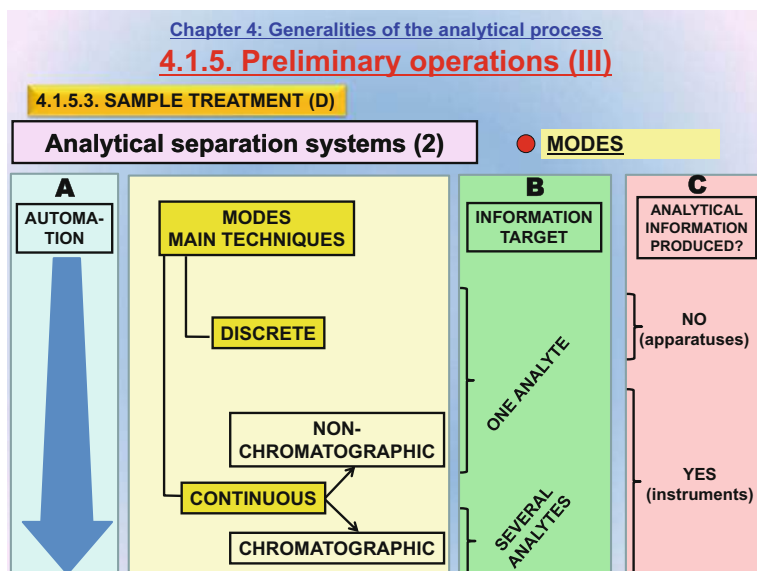 Chapter 4: Generalities of the analytical process
4.1.5. Preliminary operations (III)
4.1.5.3. SAMPLE TREATMENT (D)
Analytical separation systems (2)
MODES
A
AUTOMA-
TION
MODES
MAIN TECHNIQUES
DISCRETE
NON-
CHROMATOGRAPHIC
CONTINUOUS
CHROMATOGRAPHIC
B
INFORMATION
TARGET
ONE ANALYTE
SEVERAL
ANALYTES
C
ANALYTICAL
INFORMATION
PRODUCED?
NO
(apparatuses)
YES
(instruments)